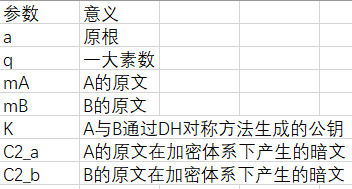 参数 意义
a 原根
q 一大素数
mA A的原文
mB B的原文
K A与B通过DH对称方法生成的公钥
C2_a A的原文在加密体系下产生的暗文
C2_b B的原文在加密体系下产生的暗文